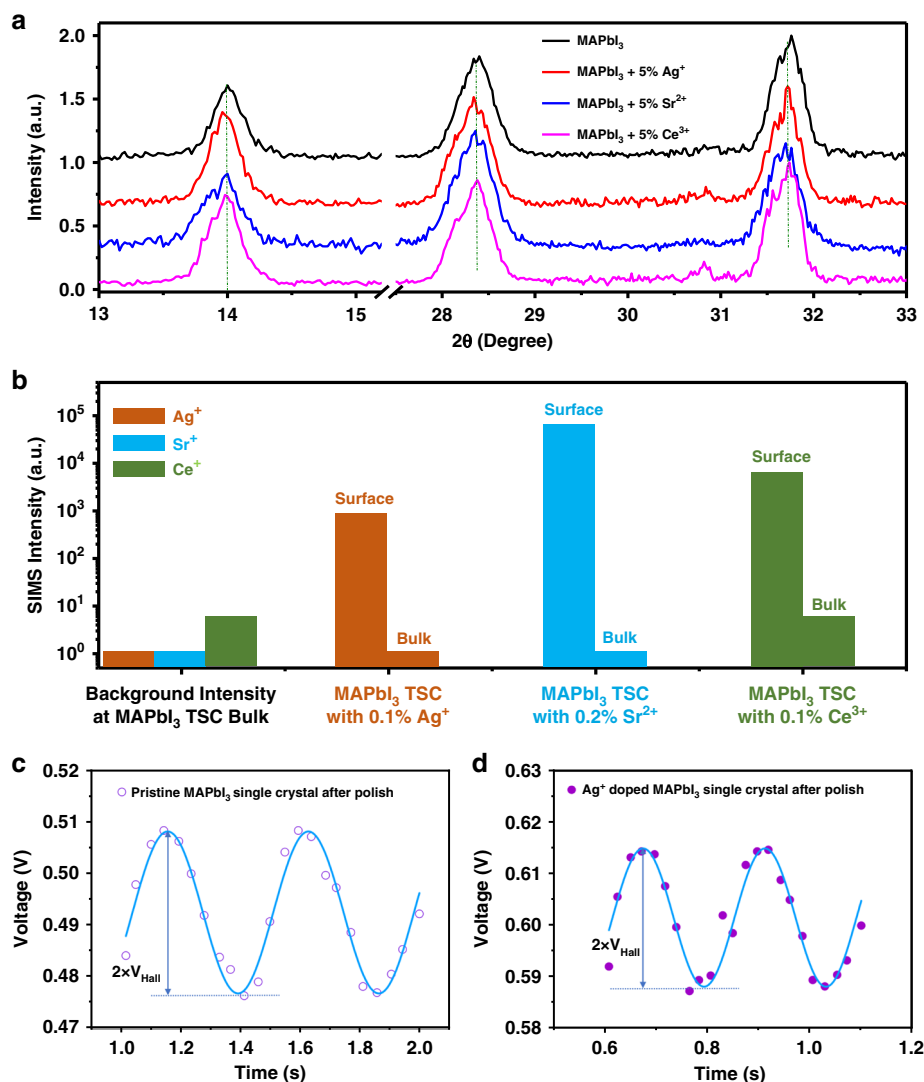 a
2.0
1.5
1.0
0.5
0.0
Intensity (a.u.)
MAPbI₃
MAPbI₃ + 5% Ag⁺
MAPbI₃ + 5% Sr²⁺
MAPbI₃ + 5% Ce³⁺
13 14 15 28 29 30 31 32 33
2θ (Degree)
b
SIMS Intensity (a.u.)
10⁵
10⁴
10³
10²
10¹
10⁰
Ag⁺
Sr⁺
Ce⁺
Surface
Bulk
Surface
Bulk
Surface
Bulk
Background Intensity
at MAPbI₃ TSC Bulk
MAPbI₃ TSC
with 0.1% Ag⁺
MAPbI₃ TSC
with 0.2% Sr²⁺
MAPbI₃ TSC
with 0.1% Ce³⁺
c
0.52
0.51
0.50
0.49
0.48
0.47
Voltage (V)
Pristine MAPbI₃ single crystal after polish
2×V_Hall
1.0 1.2 1.4 1.6 1.8 2.0
Time (s)
d
0.63
0.62
0.61
0.60
0.59
0.58
Voltage (V)
Ag⁺ doped MAPbI₃ single crystal after polish
2×V_Hall
0.6 0.8 1.0 1.2
Time (s)